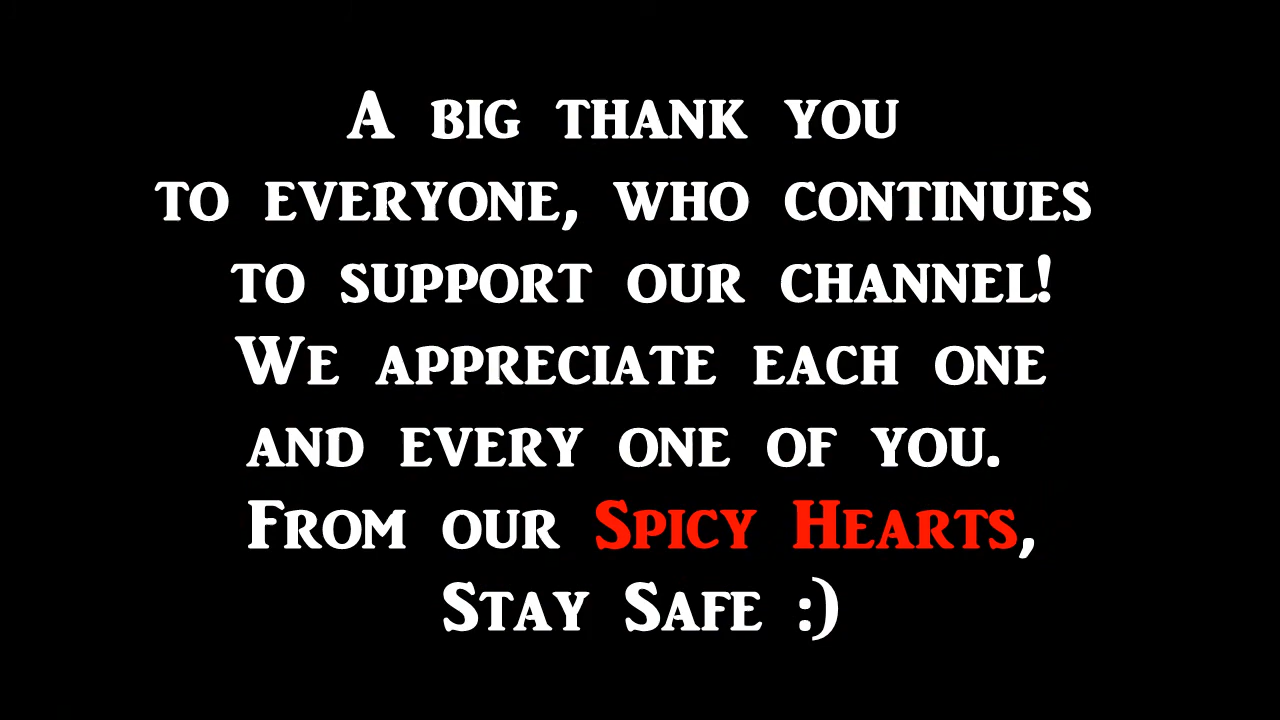 A big thank you
to everyone, who continues
to support our channel!
We appreciate each one
and every one of you.
From our Spicy Hearts,
Stay Safe :)